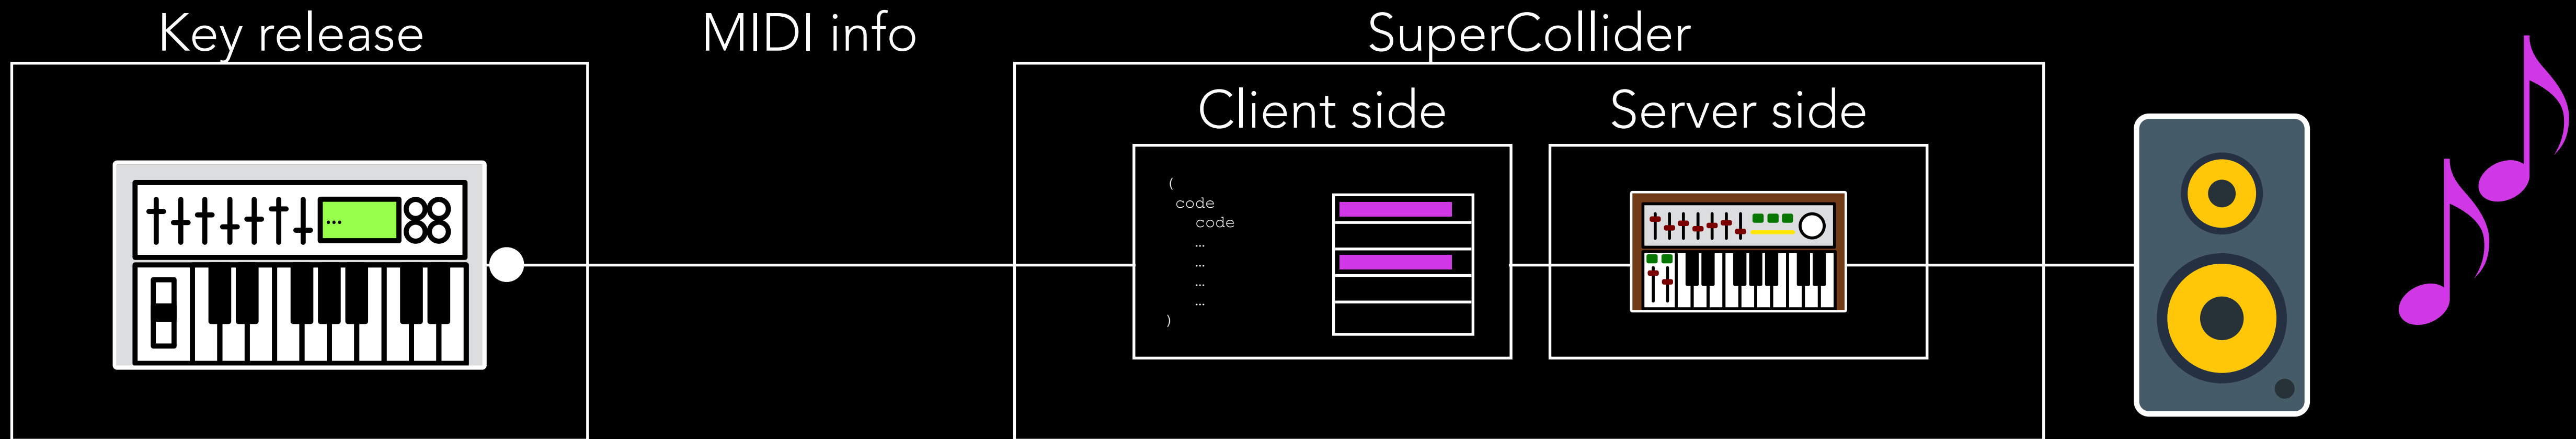 Key release
MIDI info
SuperCollider
Client side
Server side
...
(
code
code
...
...
...
...
)